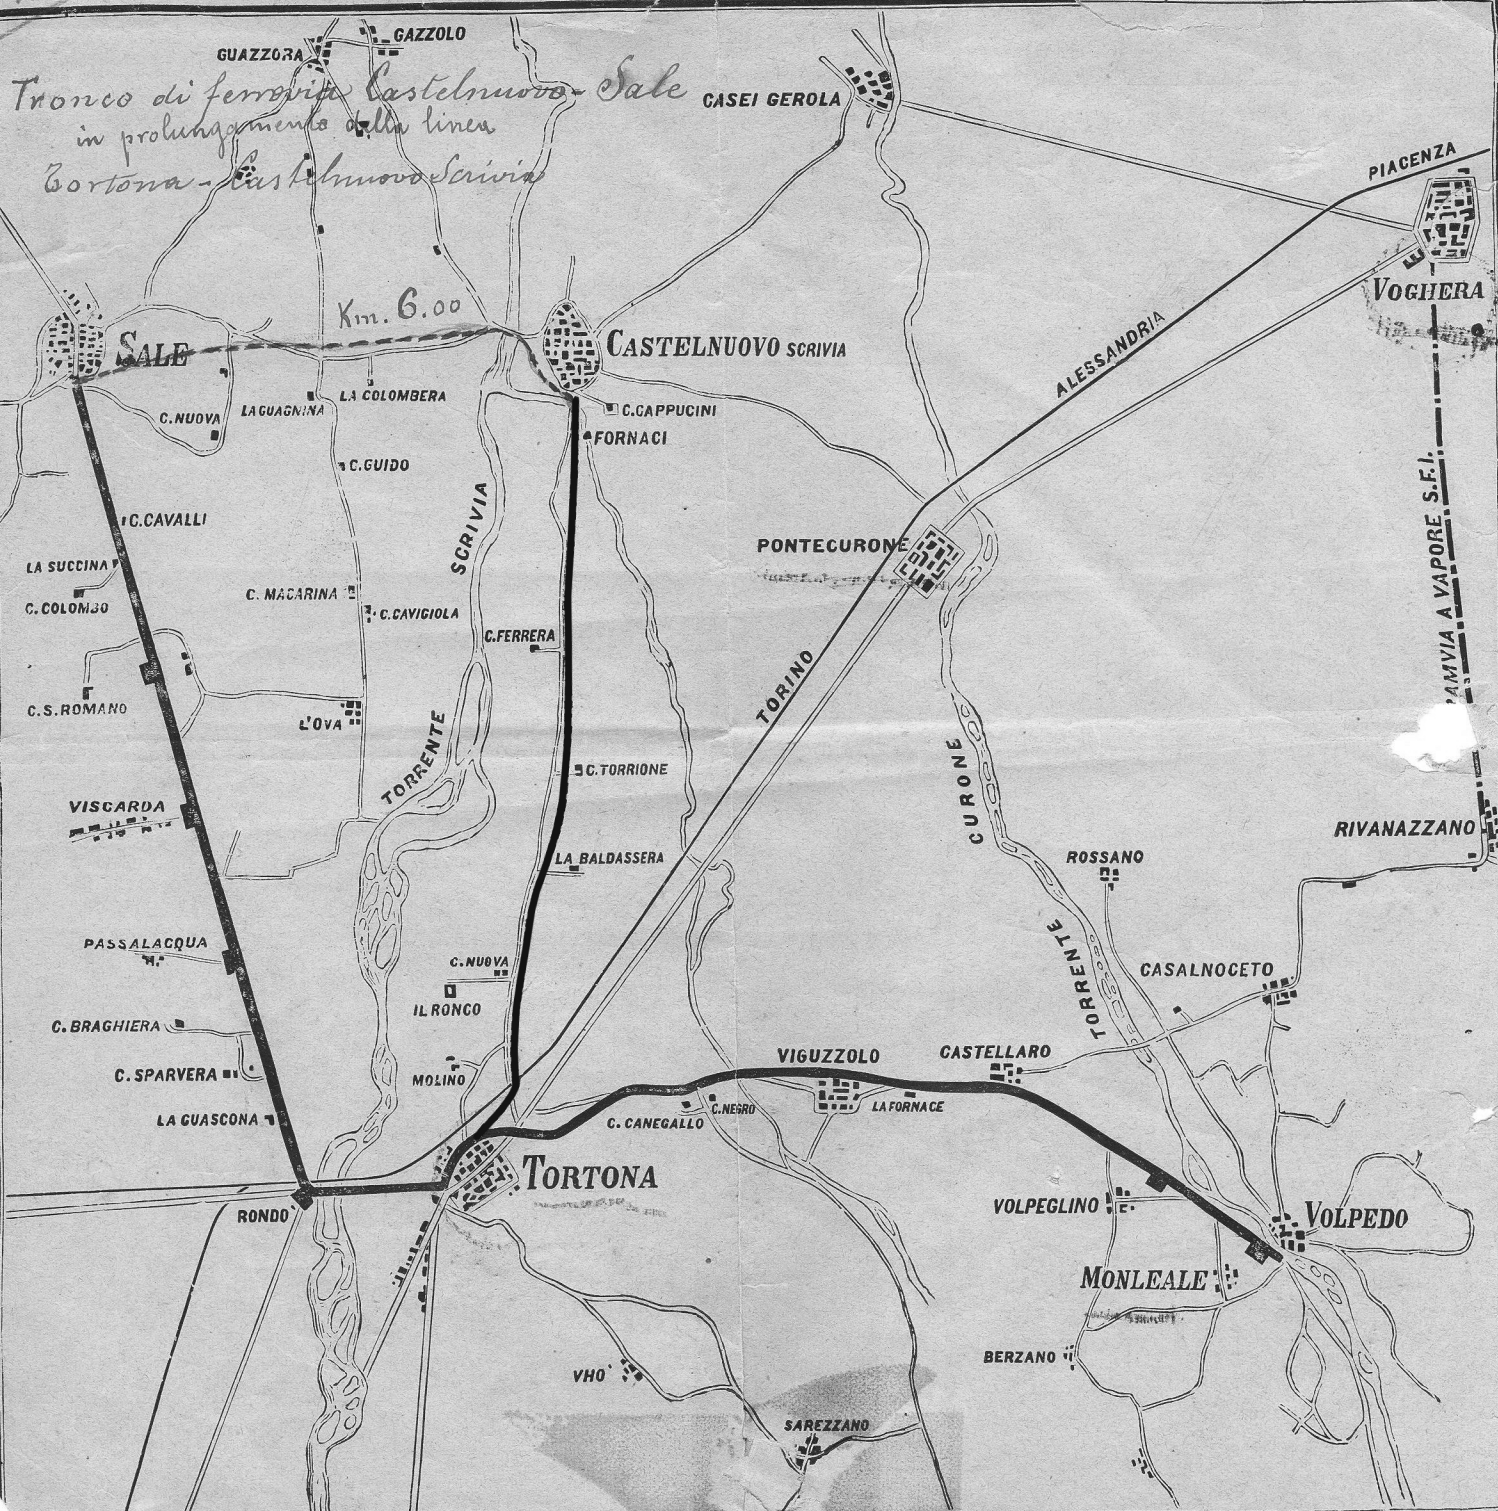 GUAZZORA
GAZZOLO
Tronco di ferrovia Castelnuovo - Sale
in prolungamento della linea
Tortona - Castelnuovo Scrivia
CASEI GEROLA
PIACENZA
VOGHERA
Km. 6.00
SALE
CASTELNUOVO SCRIVIA
ALESSANDRIA
C.NUOVA
LA GUAGNINA
LA COLOMBERA
C.CAPPUCINI
FORNACI
C.GUIDO
SCRIVIA
C.CAVALLI
PONTECURONE
LA SUCCINA
C.COLOMBO
C. MACARINA
C.CAVIGIOLA
C.FERRERA
AMVIA A VAPORE S.F.I.
C.S.ROMANO
L'OVA
TORRENTE
TORINO
C.TORRIONE
CURONE
VISCARDA
RIVANAZZANO
LA BALDASSERA
ROSSANO
PASSALACQUA
C.NUOVA
IL RONCO
TORRENTE
CASALNOCETO
C.BRAGHIERA
C.SPARVERA
MOLINO
VIGUZZOLO
CASTELLARO
LA GUASCONA
C. CANEGALLO
C.NEGRO
LA FORNACE
TORTONA
RONDÒ
VOLPEGLINO
VOLPEDO
MONLEALE
BERZANO
VHO'
SAREZZANO